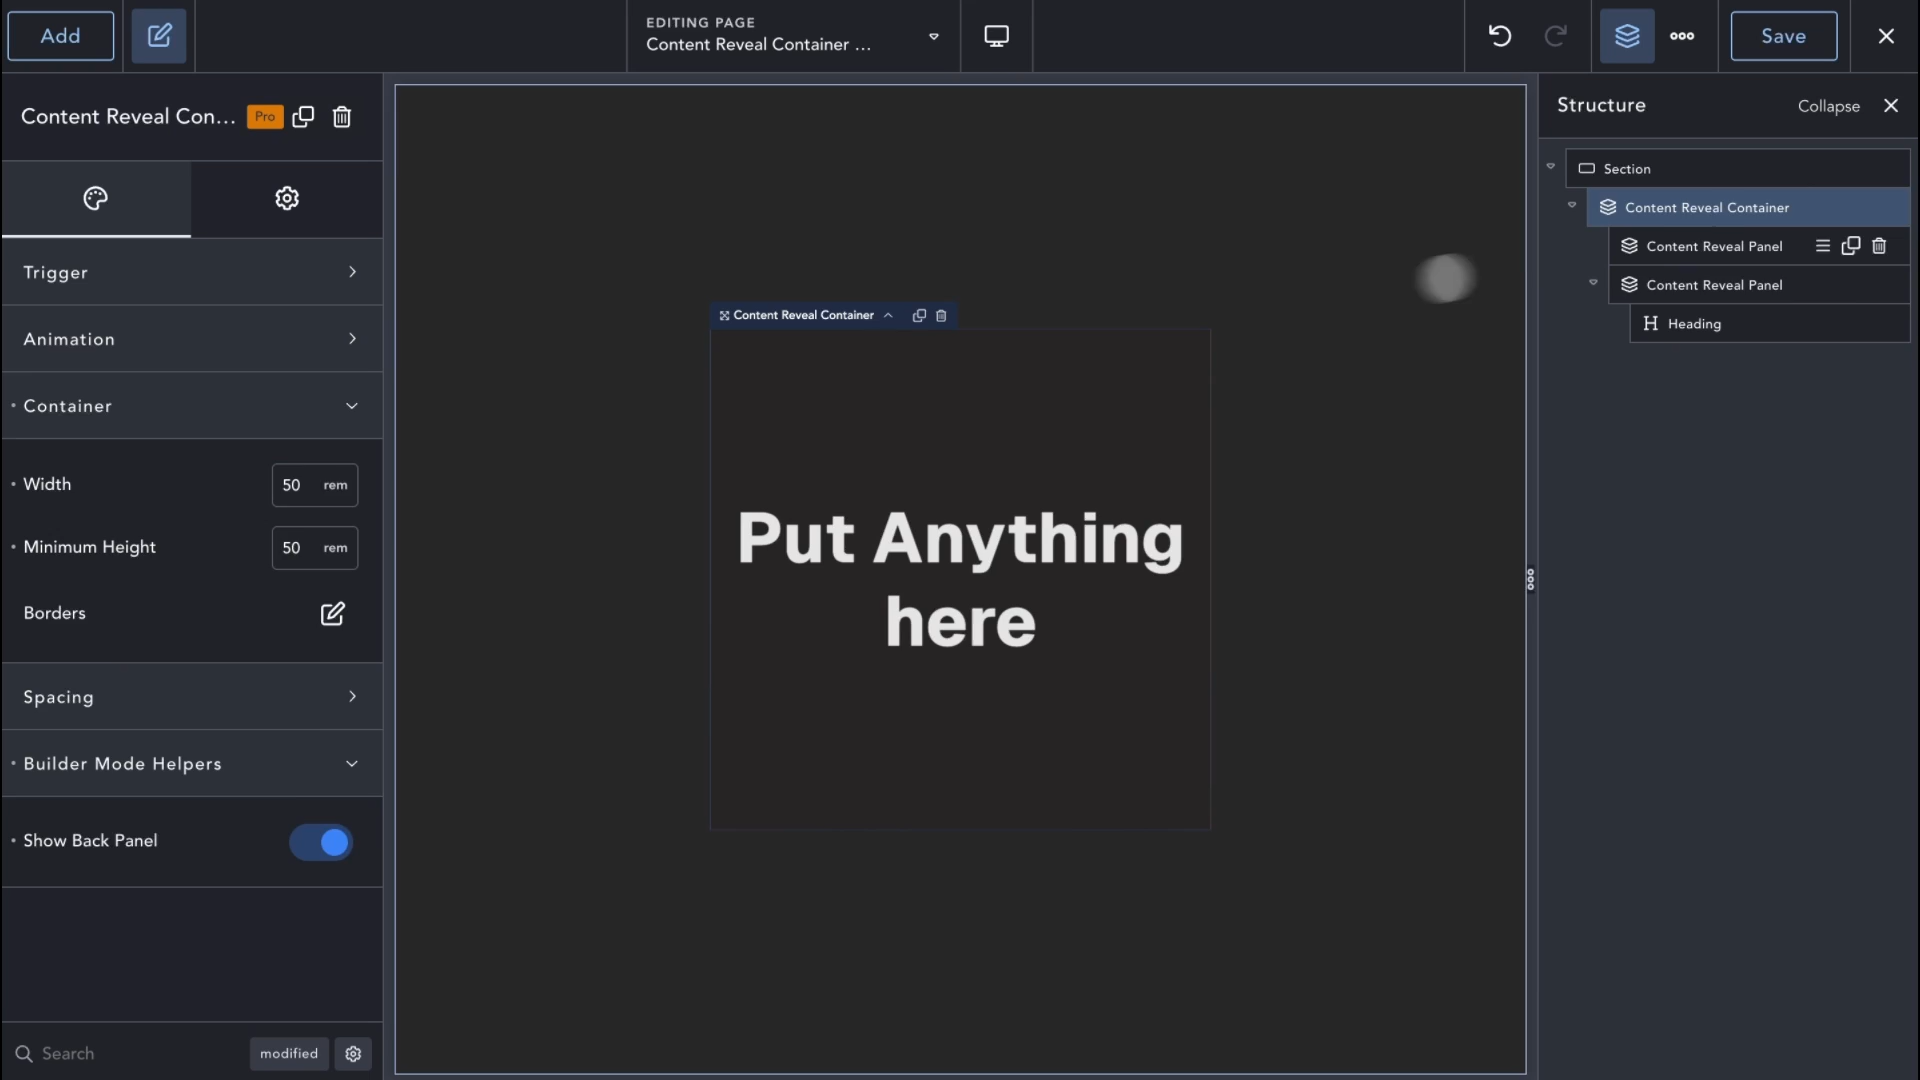 Add
EDITING PAGE
Content Reveal Container ...
Save
Content Reveal Con...
Pro
Trigger
Animation
Container
Width
50 rem
Minimum Height
50 rem
Borders
Spacing
Builder Mode Helpers
Show Back Panel
Search
modified
Content Reveal Container
Put Anything
here
Structure
Collapse
Section
Content Reveal Container
Content Reveal Panel
Content Reveal Panel
Heading